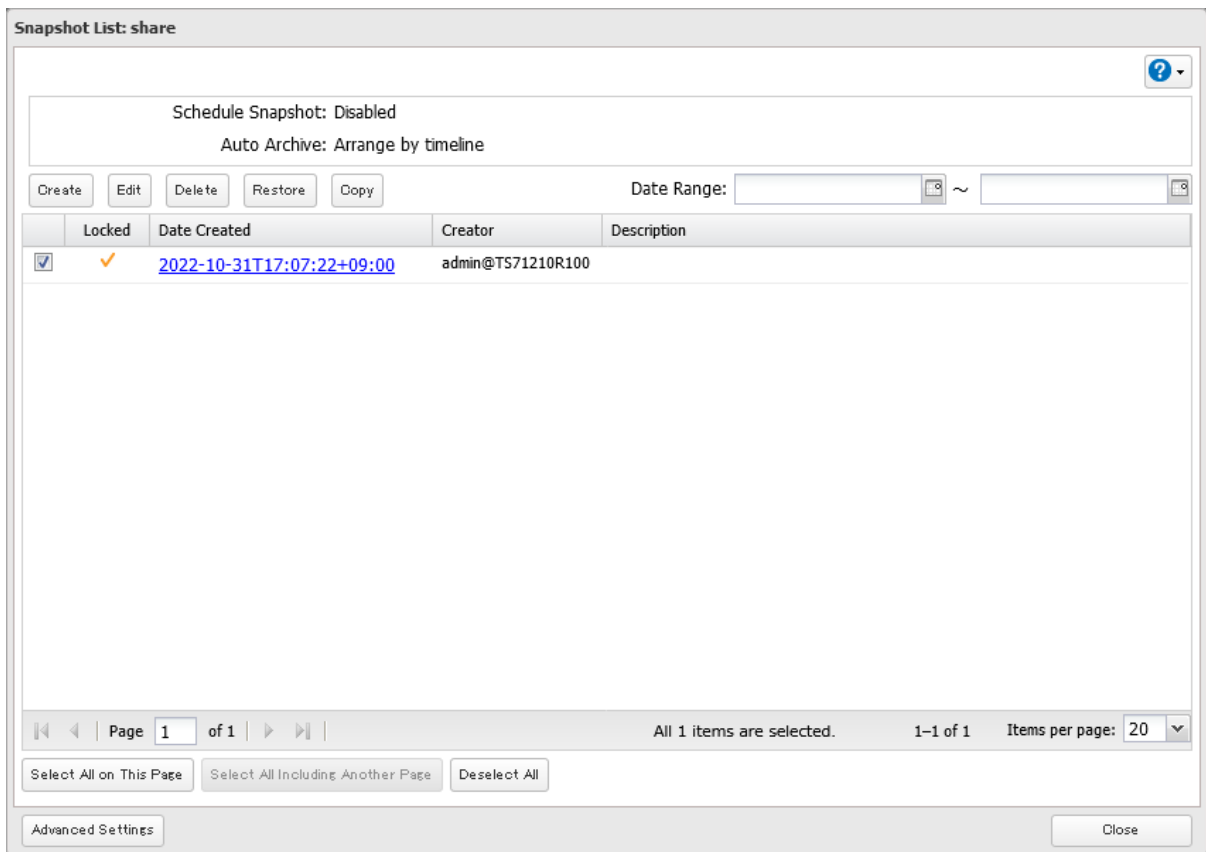 Snapshot List: share
Schedule Snapshot: Disabled
Auto Archive: Arrange by timeline
Create Edit Delete Restore Copy Date Range: ~
Locked Date Created Creator Description
2022-10-31T17:07:22+09:00 admin@TS71210R100
Page 1 of 1 All 1 items are selected. 1–1 of 1 Items per page: 20
Select All on This Page Select All Including Another Page Deselect All
Advanced Settings Close